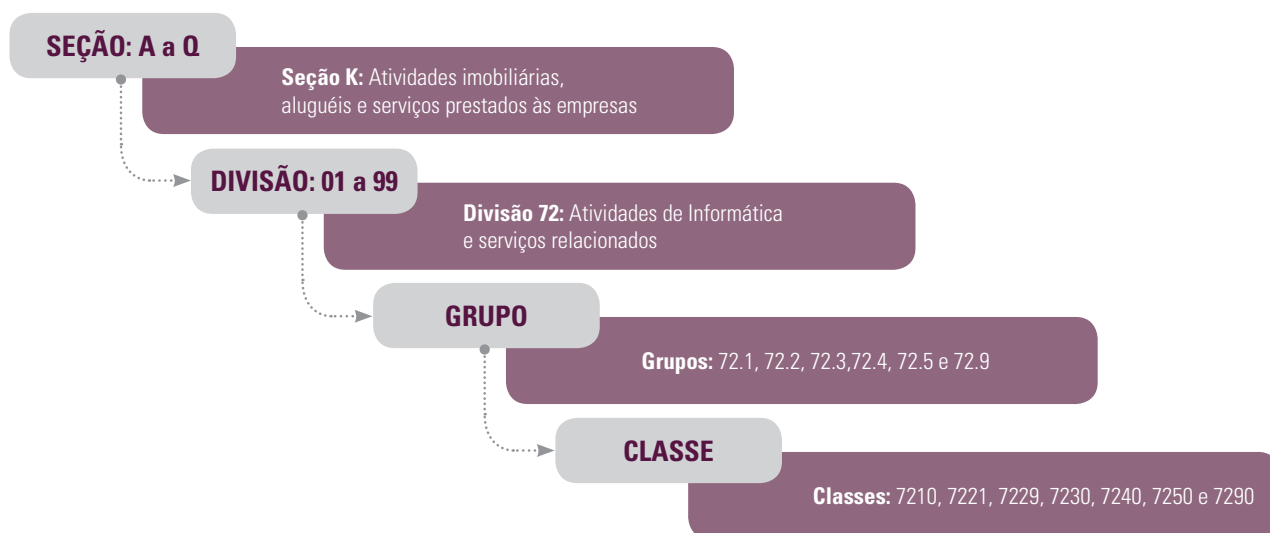 SEÇÃO: A a Q
Seção K: Atividades imobiliárias,
aluguéis e serviços prestados às empresas
DIVISÃO: 01 a 99
Divisão 72: Atividades de Informática
e serviços relacionados
GRUPO
Grupos: 72.1, 72.2, 72.3,72.4, 72.5 e 72.9
CLASSE
Classes: 7210, 7221, 7229, 7230, 7240, 7250 e 7290